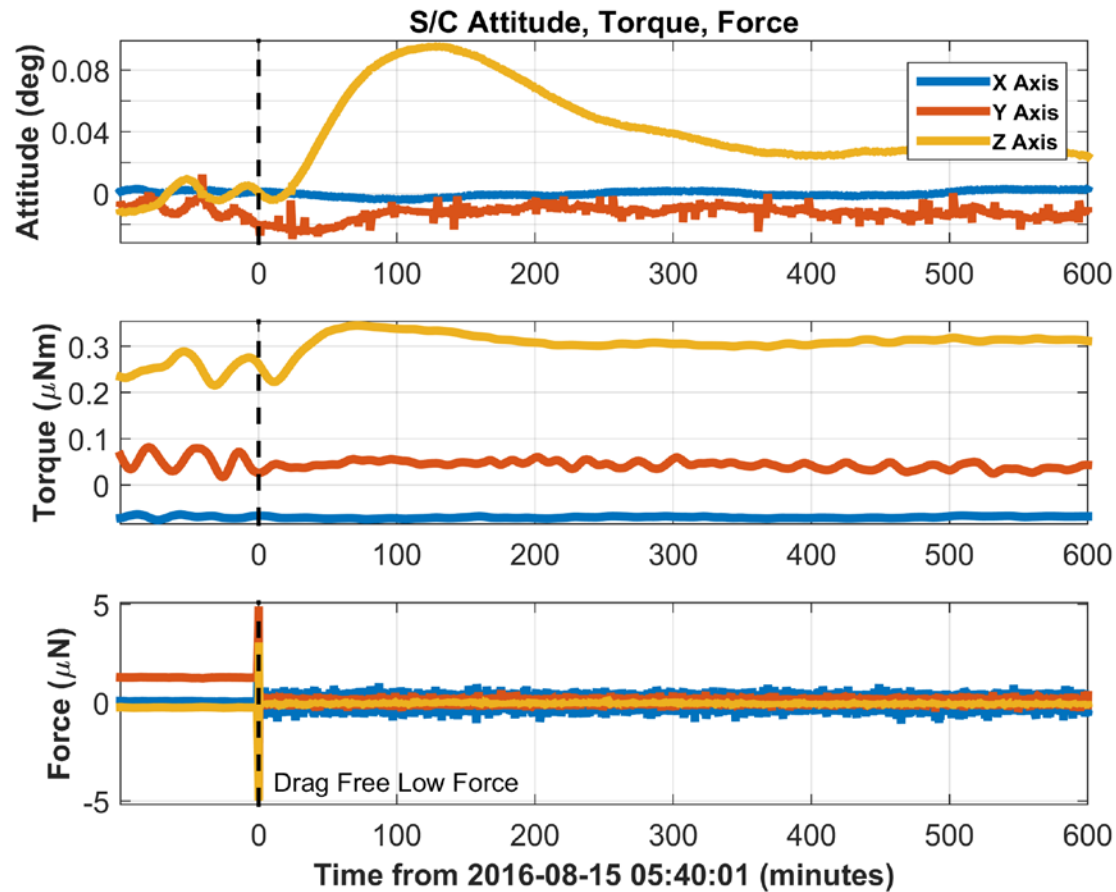 S/C Attitude, Torque, Force
Attitude (deg)
0.08
0.04
0
X Axis
Y Axis
Z Axis
0 100 200 300 400 500 600
Torque (μNm)
0.3
0.2
0.1
0
0 100 200 300 400 500 600
Force (μN)
5
0
-5
Drag Free Low Force
0 100 200 300 400 500 600
Time from 2016-08-15 05:40:01 (minutes)